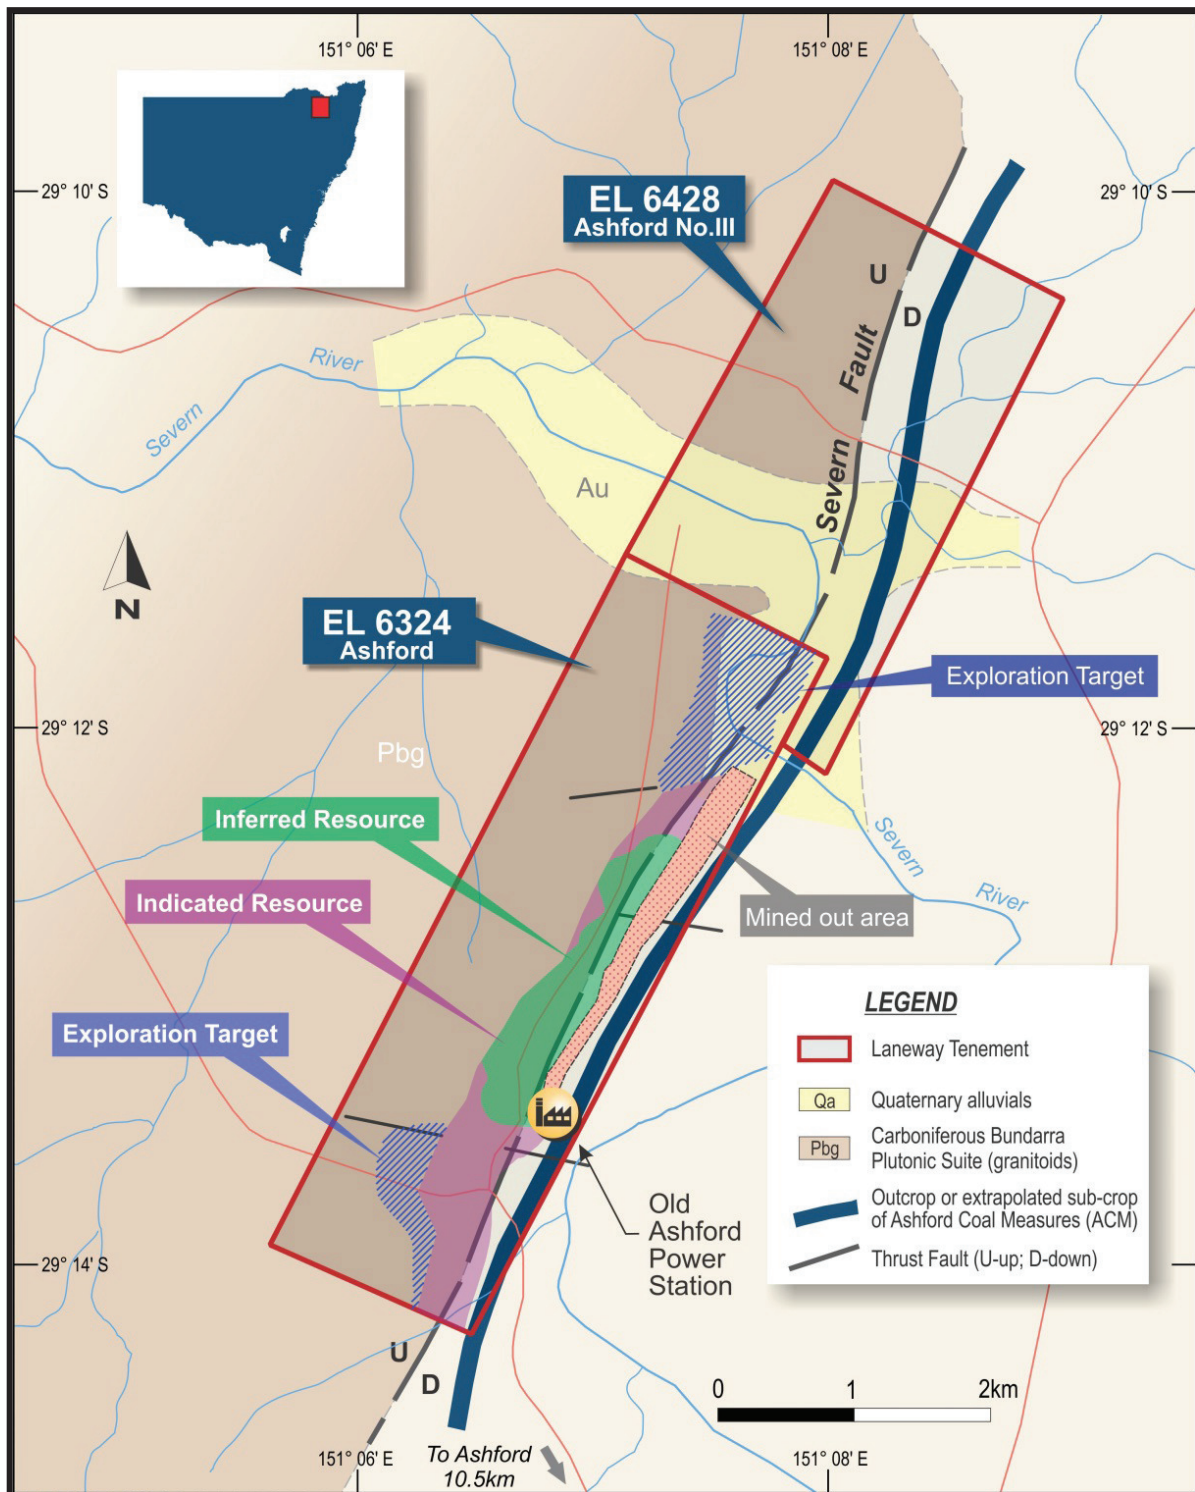 151° 06' E
151° 08' E
29° 10' S
29° 10' S
EL 6428
Ashford No.III
U
D
Severn Fault
Severn River
Au
N
EL 6324
Ashford
Exploration Target
29° 12' S
29° 12' S
Pbg
Inferred Resource
Severn River
Indicated Resource
Mined out area
Exploration Target
LEGEND
Laneway Tenement
Qa
Quaternary alluvials
Pbg
Carboniferous Bundarra
Plutonic Suite (granitoids)
Outcrop or extrapolated sub-crop
of Ashford Coal Measures (ACM)
Thrust Fault (U-up; D-down)
Old
Ashford
Power
Station
29° 14' S
U
D
0 1 2km
151° 06' E
To Ashford
10.5km
151° 08' E